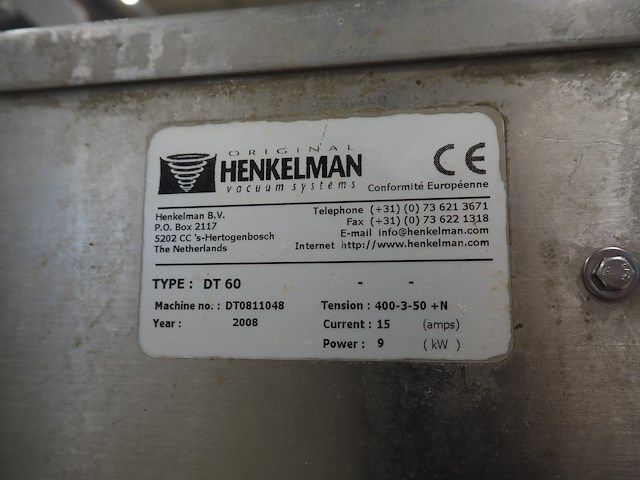 ORIGINAL
HENKELMAN
vacuum systems
CE
Conformité Européenne
Henkelman B.V.
P.O. Box 2117
5202 CC 's-Hertogenbosch
The Netherlands
Telephone (+31) (0) 73 621 3671
Fax (+31) (0) 73 622 1318
E-mail info@henkelman.com
Internet http://www.henkelman.com
TYPE : DT 60 - -
Machine no. : DT0811048 Tension : 400-3-50 +N
Year : 2008 Current : 15 (amps)
Power : 9 ( kW )